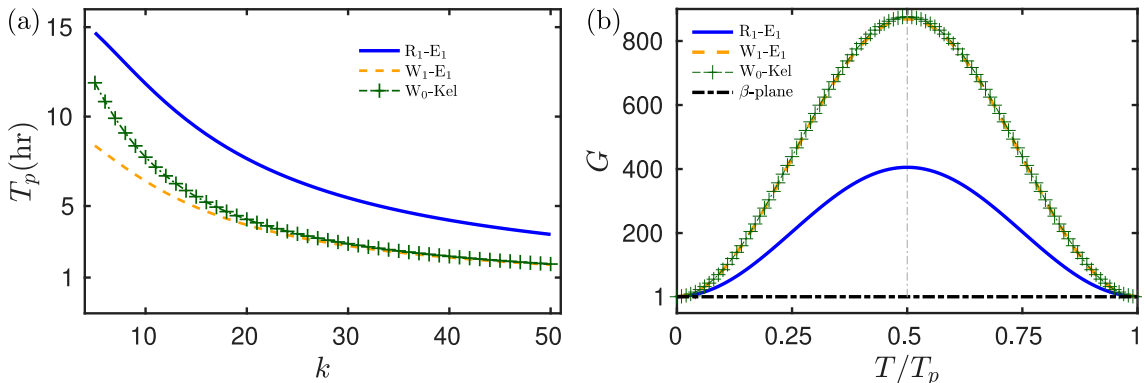 (a)
T_p(hr)
15
10
5
1
R₁-E₁
W₁-E₁
W₀-Kel
10
20
30
40
50
k
(b)
G
800
600
400
200
1
R₁-E₁
W₁-E₁
W₀-Kel
β-plane
0
0.25
0.5
0.75
1
T/T_p